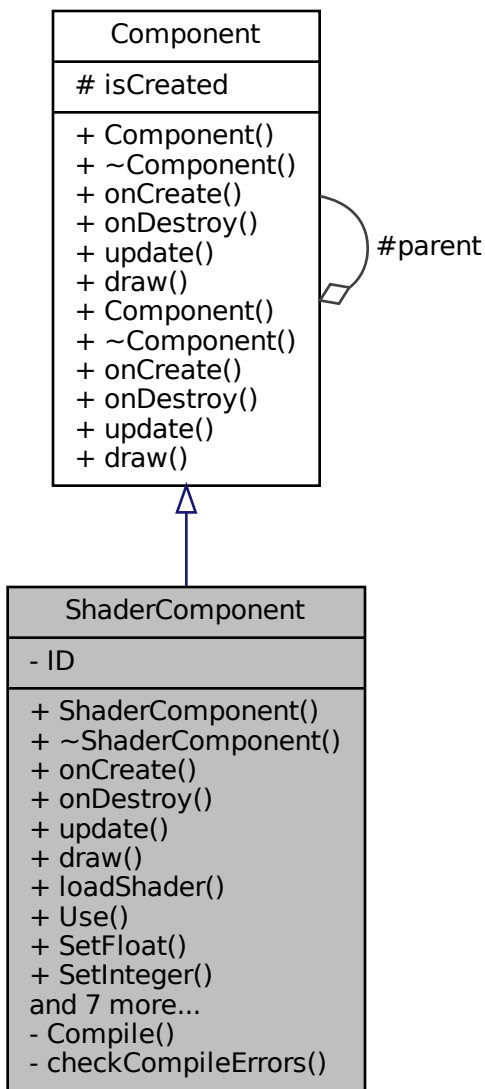 Component
# isCreated
+ Component()
+ ~Component()
+ onCreate()
+ onDestroy()
+ update()
+ draw()
+ Component()
+ ~Component()
+ onCreate()
+ onDestroy()
+ update()
+ draw()
#parent
ShaderComponent
- ID
+ ShaderComponent()
+ ~ShaderComponent()
+ onCreate()
+ onDestroy()
+ update()
+ draw()
+ loadShader()
+ Use()
+ SetFloat()
+ SetInteger()
and 7 more...
- Compile()
- checkCompileErrors()